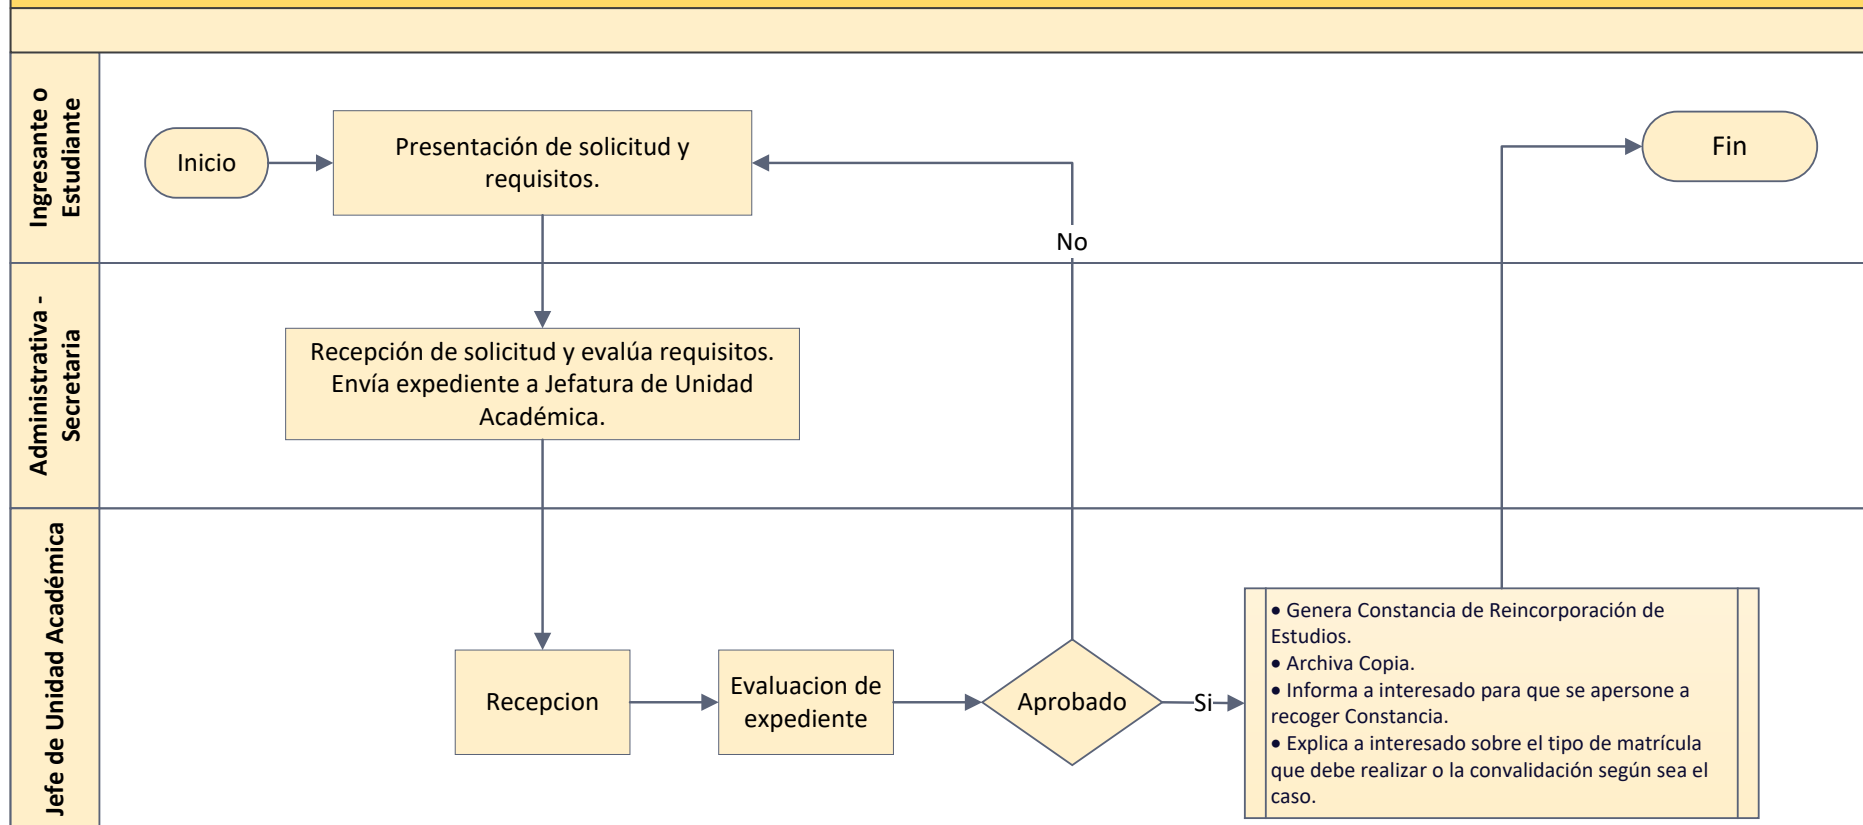 Ingresante o
Estudiante
Inicio
Presentación de solicitud y
requisitos.
Fin
No
Administrativa -
Secretaria
Recepción de solicitud y evalúa requisitos.
Envía expediente a Jefatura de Unidad
Académica.
Jefe de Unidad Académica
Recepcion
Evaluacion de
expediente
Aprobado
Si
• Genera Constancia de Reincorporación de
Estudios.
• Archiva Copia.
• Informa a interesado para que se apersone a
recoger Constancia.
• Explica a interesado sobre el tipo de matrícula
que debe realizar o la convalidación según sea el
caso.